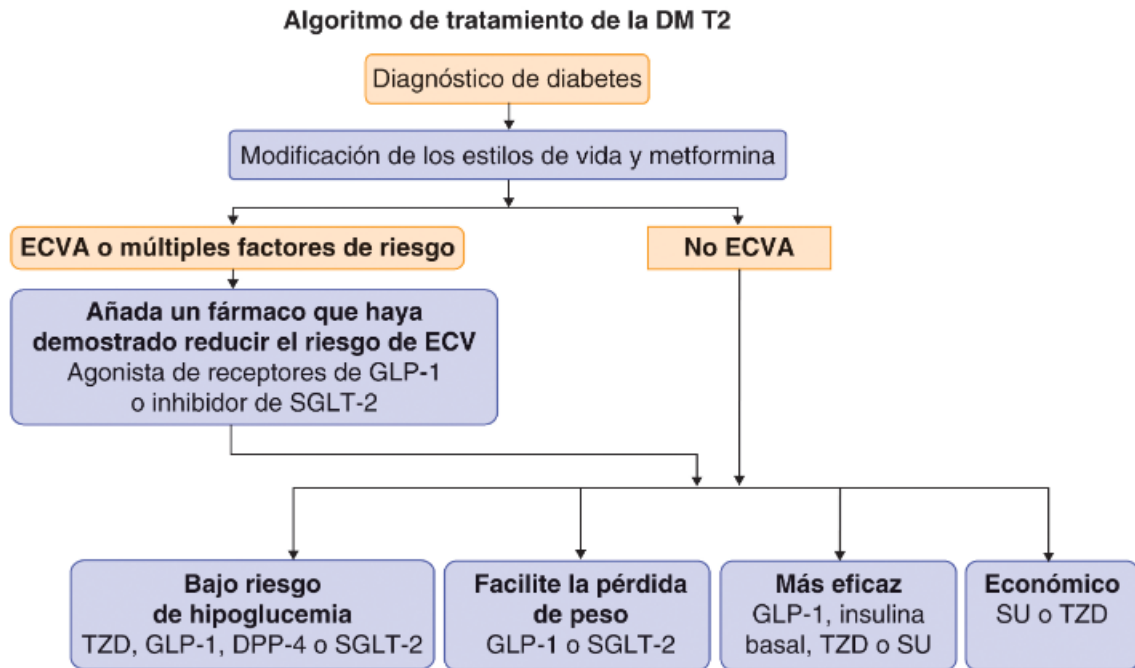 Algoritmo de tratamiento de la DM T2
Diagnóstico de diabetes
Modificación de los estilos de vida y metformina
ECVA o múltiples factores de riesgo
No ECVA
Añada un fármaco que haya
demostrado reducir el riesgo de ECV
Agonista de receptores de GLP-1
o inhibidor de SGLT-2
Bajo riesgo
de hipoglucemia
TZD, GLP-1, DPP-4 o SGLT-2
Facilite la pérdida
de peso
GLP-1 o SGLT-2
Más eficaz
GLP-1, insulina
basal, TZD o SU
Económico
SU o TZD